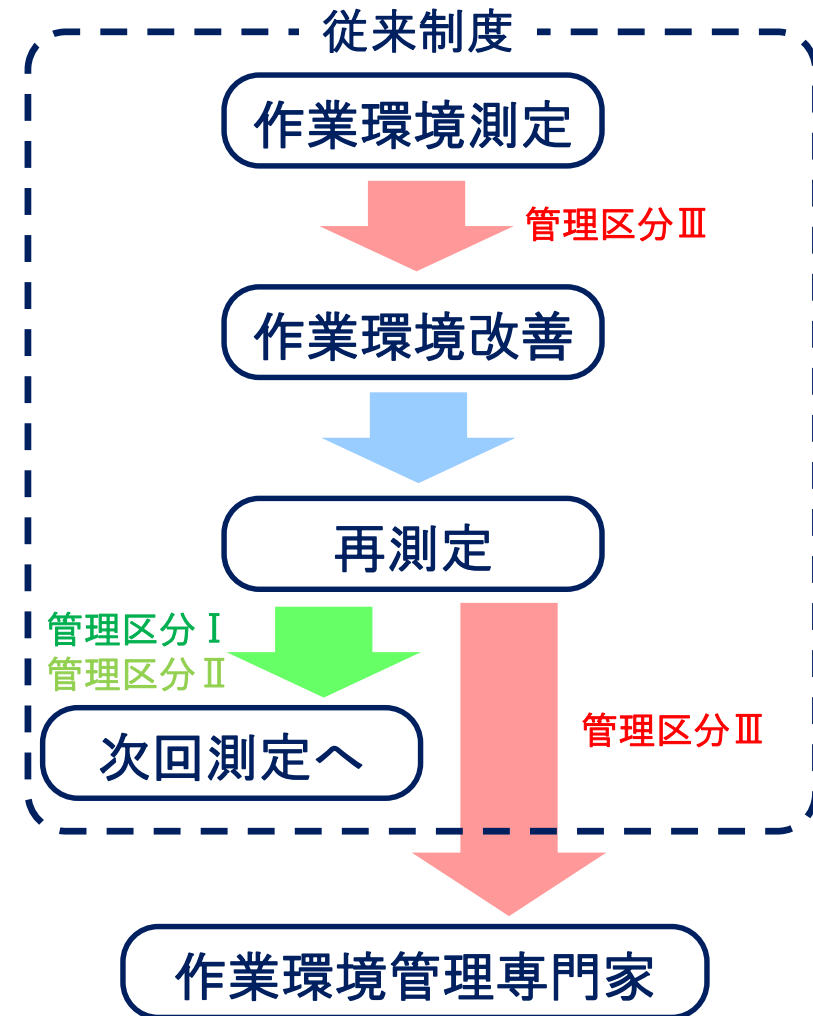 従来制度
作業環境測定
管理区分Ⅲ
作業環境改善
再測定
管理区分Ⅰ
管理区分Ⅱ
管理区分Ⅲ
次回測定へ
作業環境管理専門家